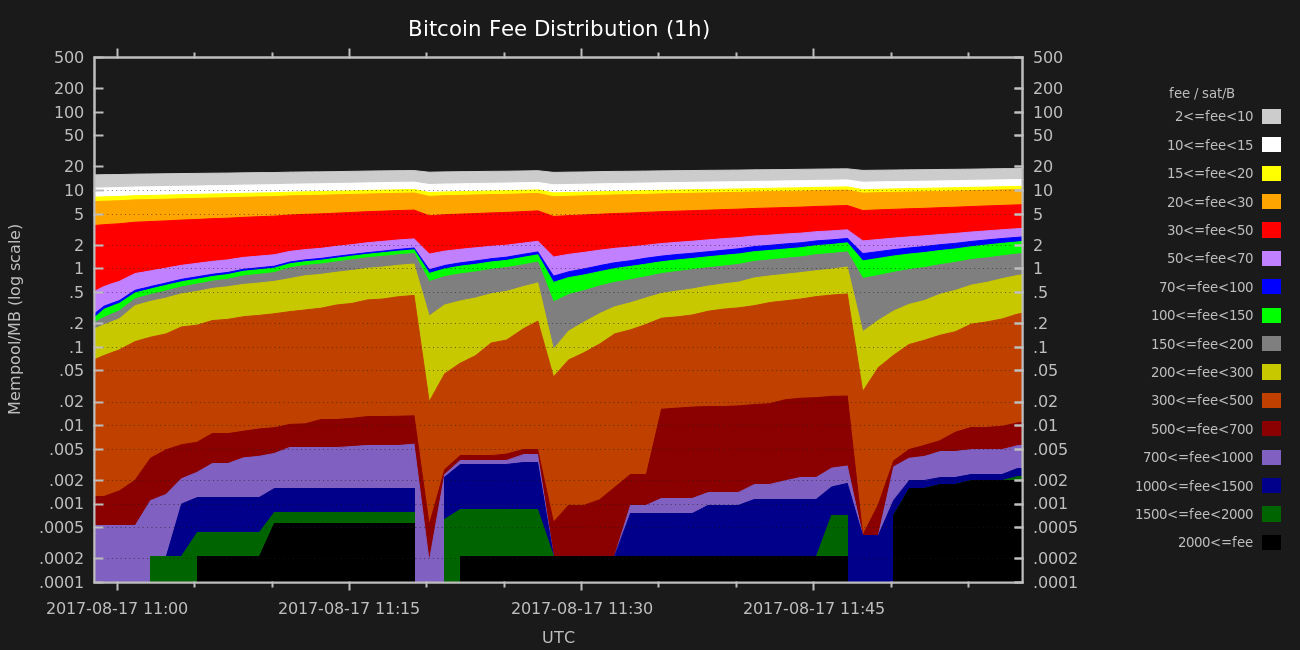 Bitcoin Fee Distribution (1h)
500
200
100
50
20
10
5
2
1
.5
.2
.1
.05
.02
.01
.005
.002
.001
.0005
.0002
.0001
Mempool/MB (log scale)
500
200
100
50
20
10
5
2
1
.5
.2
.1
.05
.02
.01
.005
.002
.001
.0005
.0002
.0001
2017-08-17 11:00
2017-08-17 11:15
2017-08-17 11:30
2017-08-17 11:45
UTC
fee / sat/B
2<=fee<10
10<=fee<15
15<=fee<20
20<=fee<30
30<=fee<50
50<=fee<70
70<=fee<100
100<=fee<150
150<=fee<200
200<=fee<300
300<=fee<500
500<=fee<700
700<=fee<1000
1000<=fee<1500
1500<=fee<2000
2000<=fee